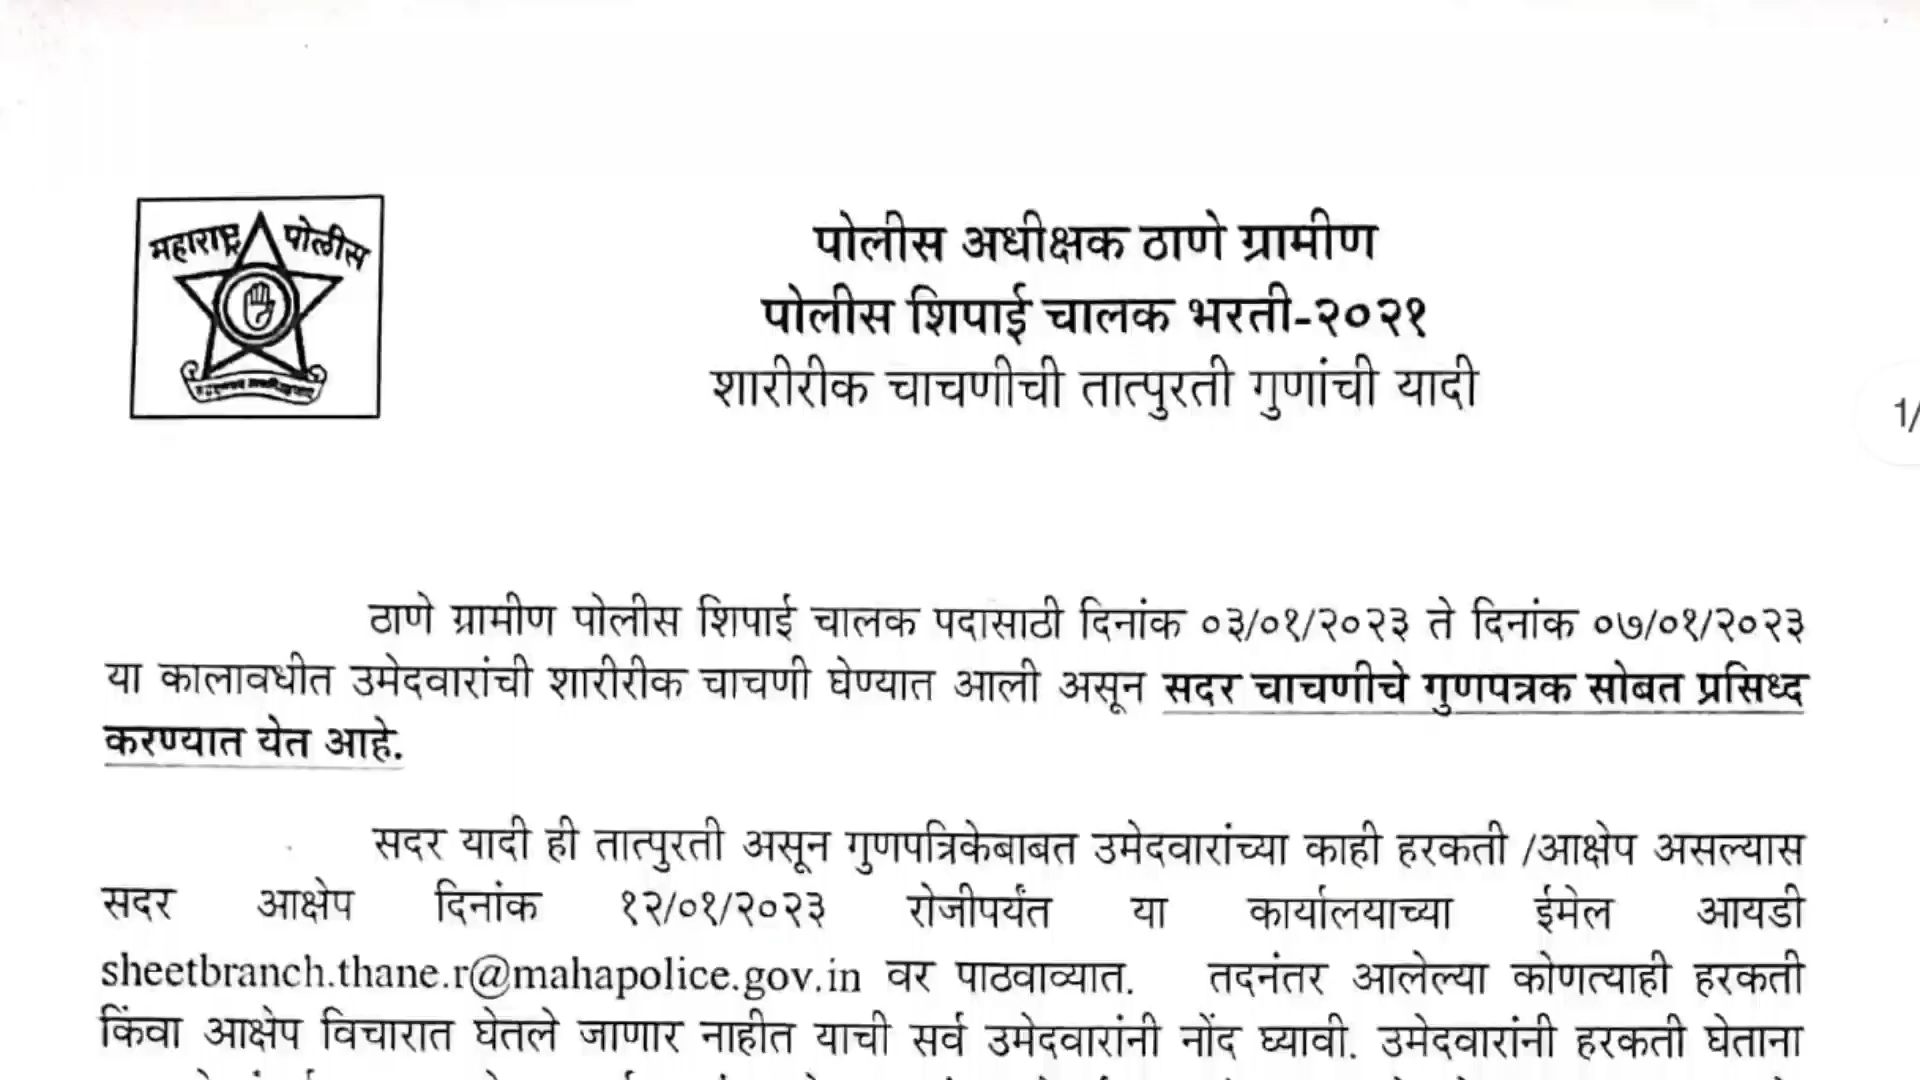 महाराष्ट्र पोलीस
पोलीस अधीक्षक ठाणे ग्रामीण
पोलीस शिपाई चालक भरती-२०२१
शारीरीक चाचणीची तात्पुरती गुणांची यादी
1/
ठाणे ग्रामीण पोलीस शिपाई चालक पदासाठी दिनांक ०३/०१/२०२३ ते दिनांक ०७/०१/२०२३
या कालावधीत उमेदवारांची शारीरीक चाचणी घेण्यात आली असून सदर चाचणीचे गुणपत्रक सोबत प्रसिध्द
करण्यात येत आहे.
सदर यादी ही तात्पुरती असून गुणपत्रिकेबाबत उमेदवारांच्या काही हरकती /आक्षेप असल्यास
सदर आक्षेप दिनांक १२/०१/२०२३ रोजीपर्यंत या कार्यालयाच्या ईमेल आयडी
sheetbranch.thane.r@mahapolice.gov.in वर पाठवाव्यात. तदनंतर आलेल्या कोणत्याही हरकती
किंवा आक्षेप विचारात घेतले जाणार नाहीत याची सर्व उमेदवारांनी नोंद घ्यावी. उमेदवारांनी हरकती घेताना